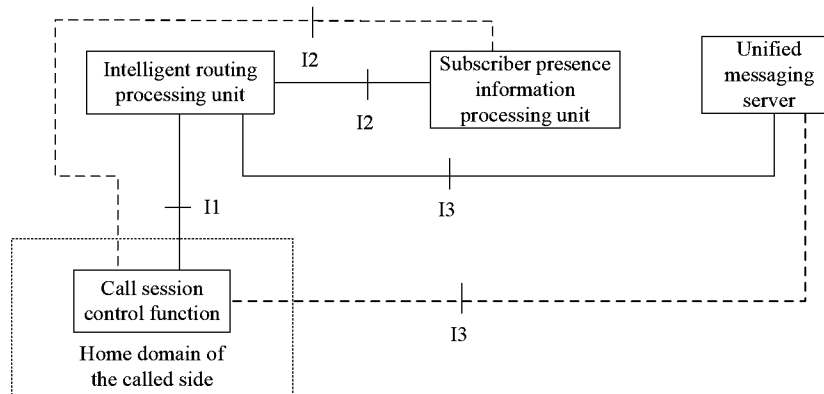 I2
Intelligent routing
processing unit
I2
Subscriber presence
information
processing unit
Unified
messaging
server
I3
I1
Call session
control function
I3
Home domain of
the called side